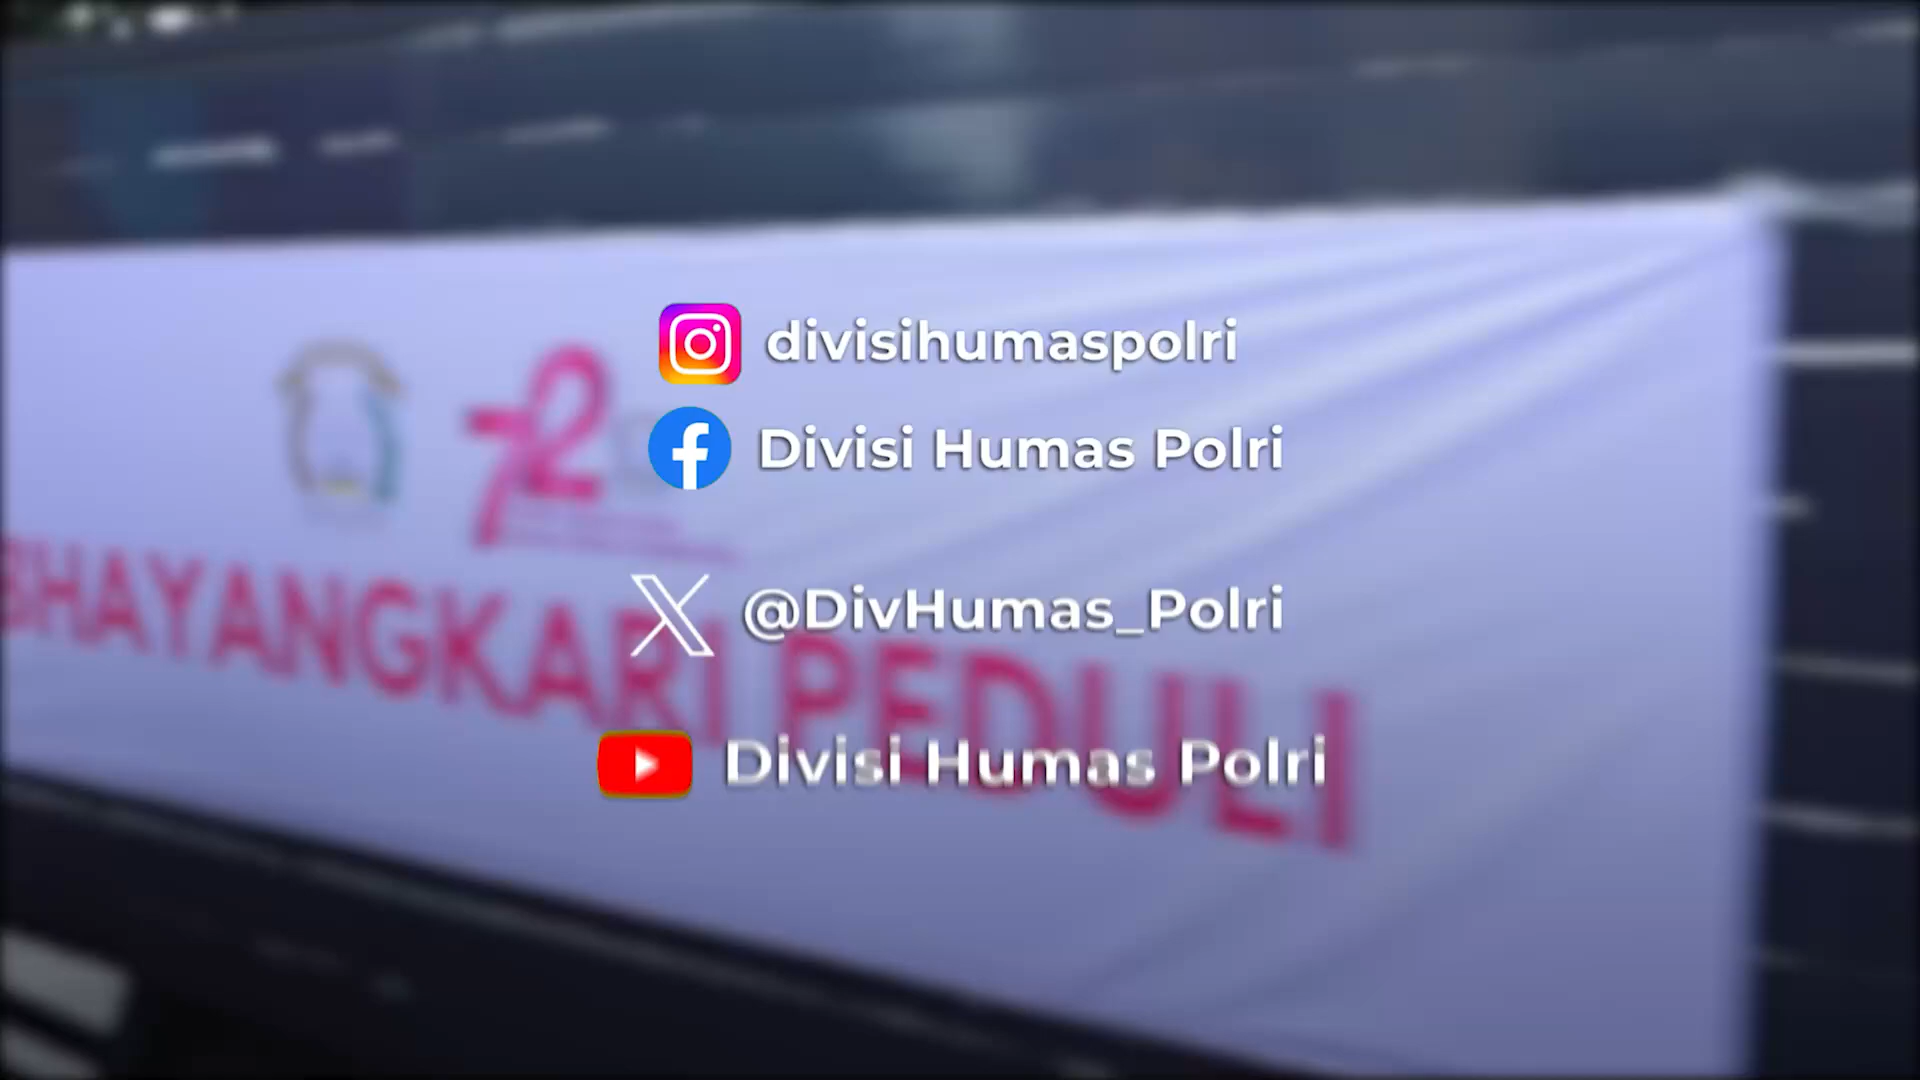 divisihumaspolri
Divisi Humas Polri
72
@DivHumas_Polri
BHAYANGKARI PEDULI
Divisi Humas Polri